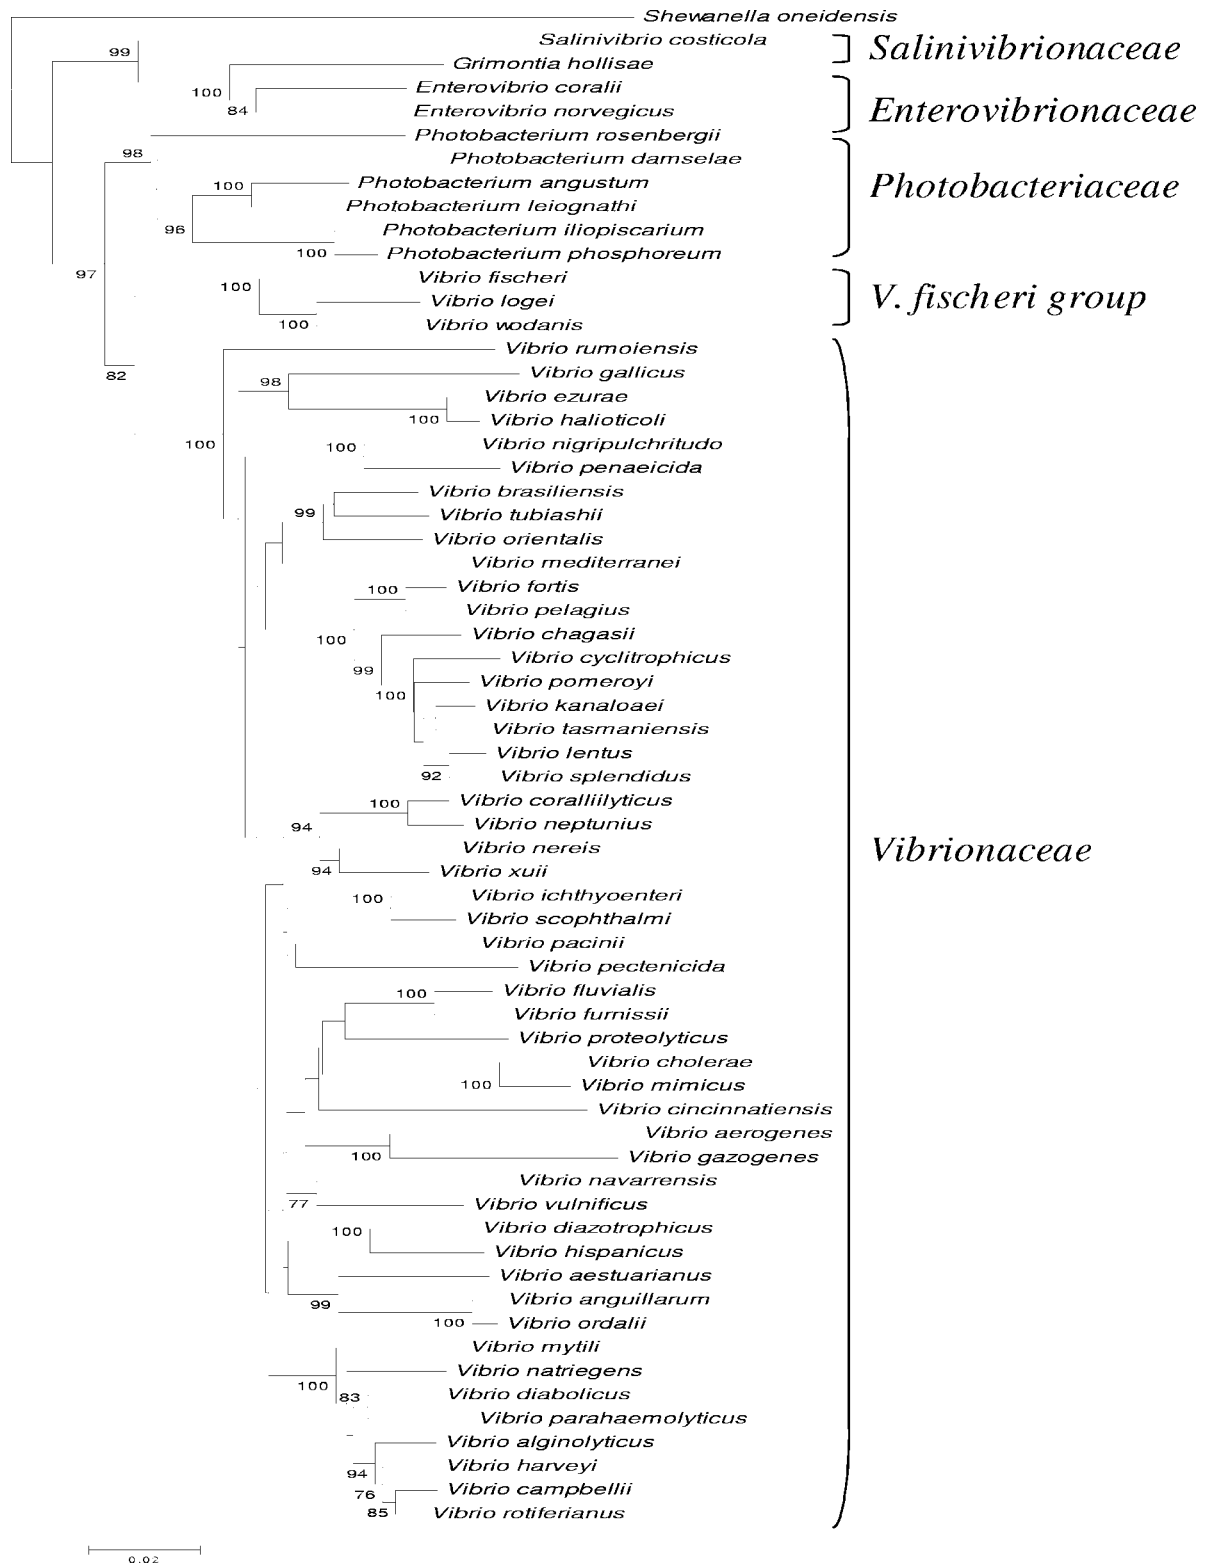 Shewanella oneidensis
99
Salinivibrio costicola
Salinivibrionaceae
Grimontia hollisae
100
Enterovibrio coralii
84
Enterovibrio norvegicus
Enterovibrionaceae
Photobacterium rosenbergii
98
Photobacterium damselae
100
Photobacterium angustum
Photobacteriaceae
Photobacterium leiognathi
96
Photobacterium iliopiscarium
100
Photobacterium phosphoreum
97
Vibrio fischeri
100
Vibrio logei
V. fischeri group
100
Vibrio wodanis
Vibrio rumoiensis
82
Vibrio gallicus
98
Vibrio ezurae
100
Vibrio halioticoli
100
100
Vibrio nigripulchritudo
Vibrio penaeicida
Vibrio brasiliensis
99
Vibrio tubiashii
Vibrio orientalis
Vibrio mediterranei
100
Vibrio fortis
Vibrio pelagius
100
Vibrio chagasii
99
Vibrio cyclitrophicus
100
Vibrio pomeroyi
Vibrio kanaloaei
Vibrio tasmaniensis
Vibrio lentus
92
Vibrio splendidus
100
Vibrio coralliilyticus
94
Vibrio neptunius
Vibrio nereis
Vibrionaceae
94
Vibrio xuii
100
Vibrio ichthyoenteri
Vibrio scophthalmi
Vibrio pacinii
Vibrio pectenicida
100
Vibrio fluvialis
Vibrio furnissii
Vibrio proteolyticus
Vibrio cholerae
100
Vibrio mimicus
Vibrio cincinnatiensis
Vibrio aerogenes
100
Vibrio gazogenes
Vibrio navarrensis
77
Vibrio vulnificus
100
Vibrio diazotrophicus
Vibrio hispanicus
Vibrio aestuarianus
99
Vibrio anguillarum
100
Vibrio ordalii
Vibrio mytili
100
Vibrio natriegens
83
Vibrio diabolicus
Vibrio parahaemolyticus
Vibrio alginolyticus
94
Vibrio harveyi
76
Vibrio campbellii
85
Vibrio rotiferianus
0.02